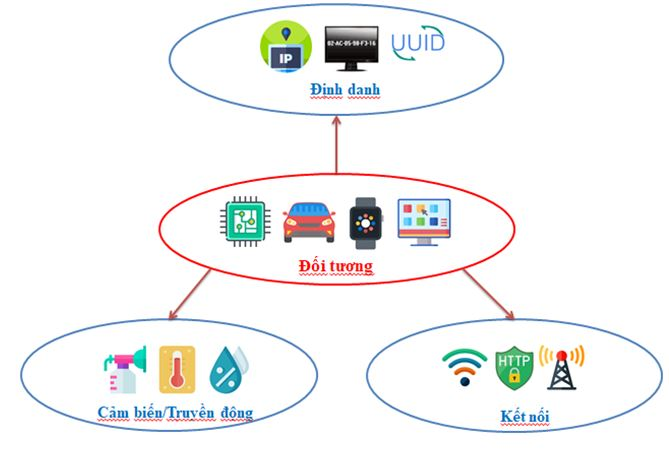 IP
02-AC-05-98-F3-16
UUID
Định danh
Đối tượng
Cảm biến/Truyền động
HTTP
Kết nối